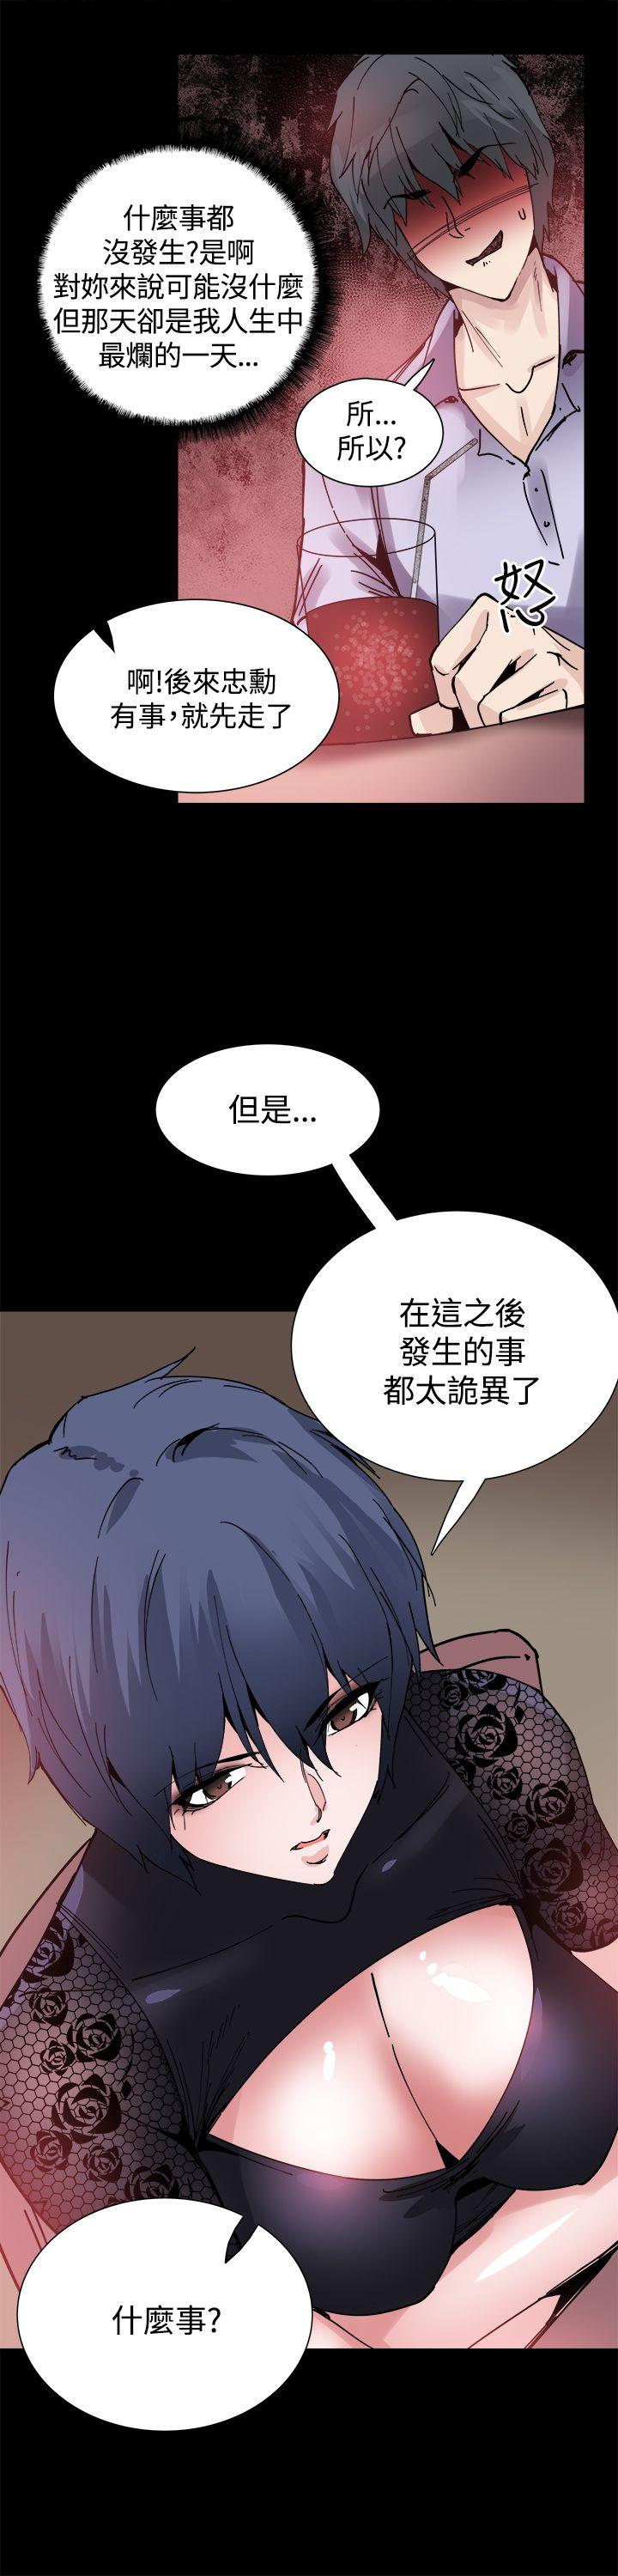 什麼事都
沒發生?是啊
對妳來說可能沒什麼
但那天卻是我人生中
最爛的一天...
所...
所以?
怒
啊!後來忠勳
有事,就先走了
但是...
在這之後
發生的事
都太詭異了
什麼事?